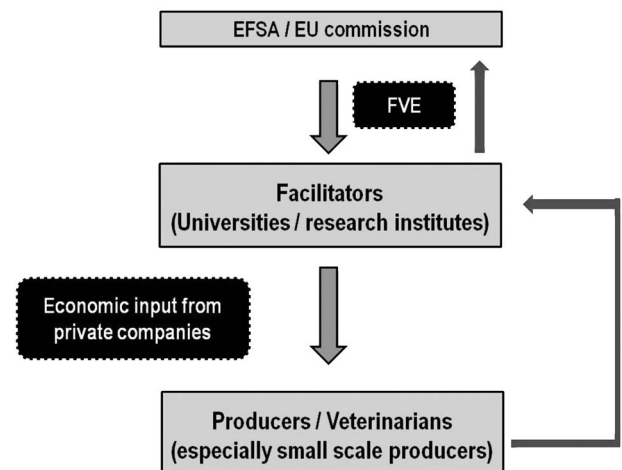 EFSA / EU commission
FVE
Facilitators
(Universities / research institutes)
Economic input from
private companies
Producers / Veterinarians
(especially small scale producers)